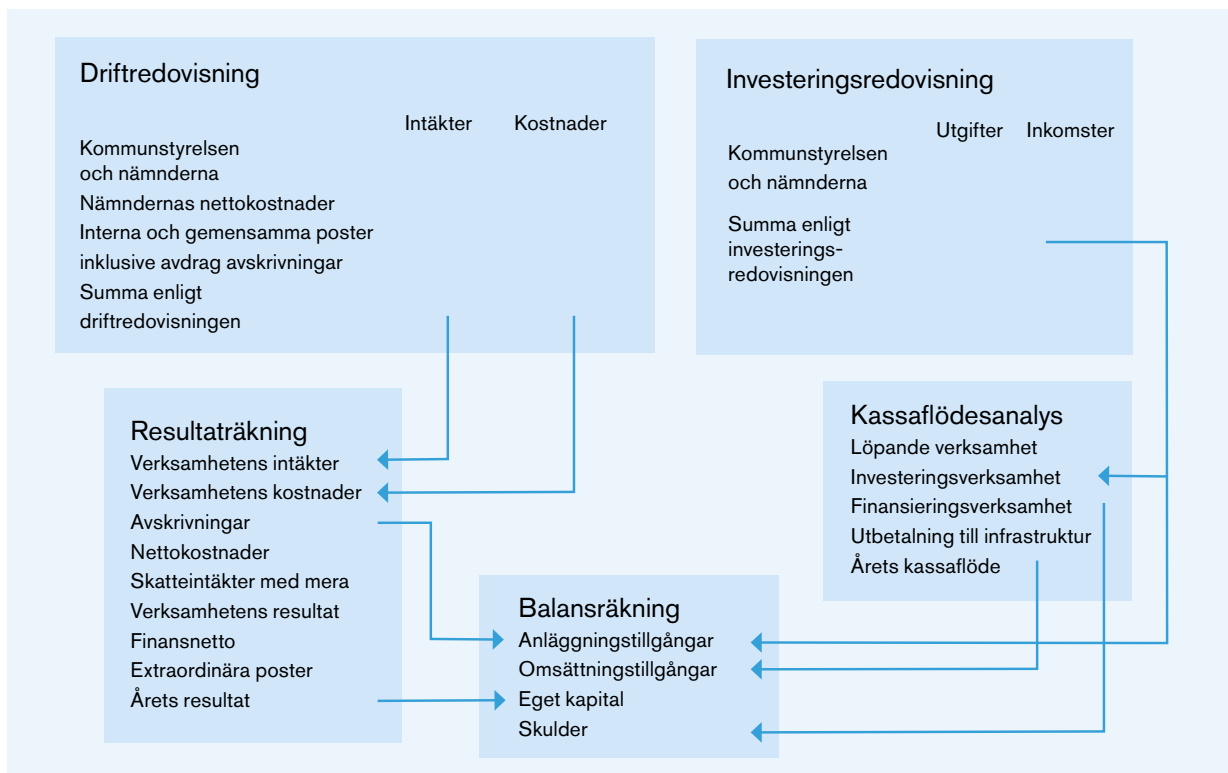 Driftredovisning
Intäkter Kostnader
Kommunstyrelsen
och nämnderna
Nämndernas nettokostnader
Interna och gemensamma poster
inklusive avdrag avskrivningar
Summa enligt
driftredovisningen
Investeringsredovisning
Utgifter Inkomster
Kommunstyrelsen
och nämnderna
Summa enligt
investerings-
redovisningen
Resultaträkning
Verksamhetens intäkter
Verksamhetens kostnader
Avskrivningar
Nettokostnader
Skatteintäkter med mera
Verksamhetens resultat
Finansnetto
Extraordinära poster
Årets resultat
Kassaflödesanalys
Löpande verksamhet
Investeringsverksamhet
Finansieringsverksamhet
Utbetalning till infrastruktur
Årets kassaflöde
Balansräkning
Anläggningstillgångar
Omsättningstillgångar
Eget kapital
Skulder